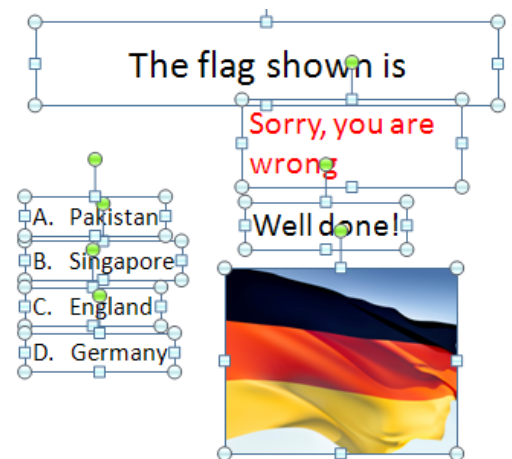 The flag shown is
Sorry, you are
wrong
Well done!
A. Pakistan
B. Singapore
C. England
D. Germany